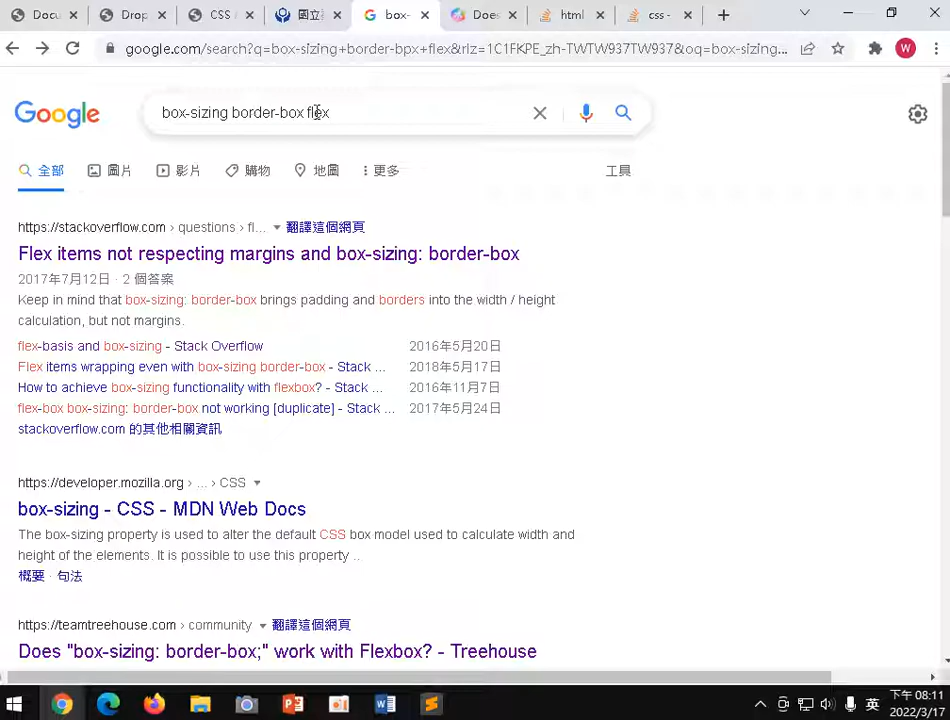 Docu
Drop
CSS
國立
box-
Does
html
css -
google.com/search?q=box-sizing+border-bpx+flex&rlz=1C1FKPE_zh-TWTW937TW937&oq=box-sizing...
W
Google
box-sizing border-box flex
全部
圖片
影片
購物
地圖
更多
工具
https://stackoverflow.com › questions › fl... 翻譯這個網頁
Flex items not respecting margins and box-sizing: border-box
2017年7月12日 · 2 個答案
Keep in mind that box-sizing: border-box brings padding and borders into the width / height
calculation, but not margins.
flex-basis and box-sizing - Stack Overflow 2016年5月20日
Flex items wrapping even with box-sizing border-box - Stack ... 2018年5月17日
How to achieve box-sizing functionality with flexbox? - Stack ... 2016年11月7日
flex-box box-sizing: border-box not working [duplicate] - Stack ... 2017年5月24日
stackoverflow.com 的其他相關資訊
https://developer.mozilla.org › ... › CSS
box-sizing - CSS - MDN Web Docs
The box-sizing property is used to alter the default CSS box model used to calculate width and
height of the elements. It is possible to use this property ..
概要 · 句法
https://teamtreehouse.com › community 翻譯這個網頁
Does "box-sizing: border-box;" work with Flexbox? - Treehouse
英
下午 08:11
2022/3/17